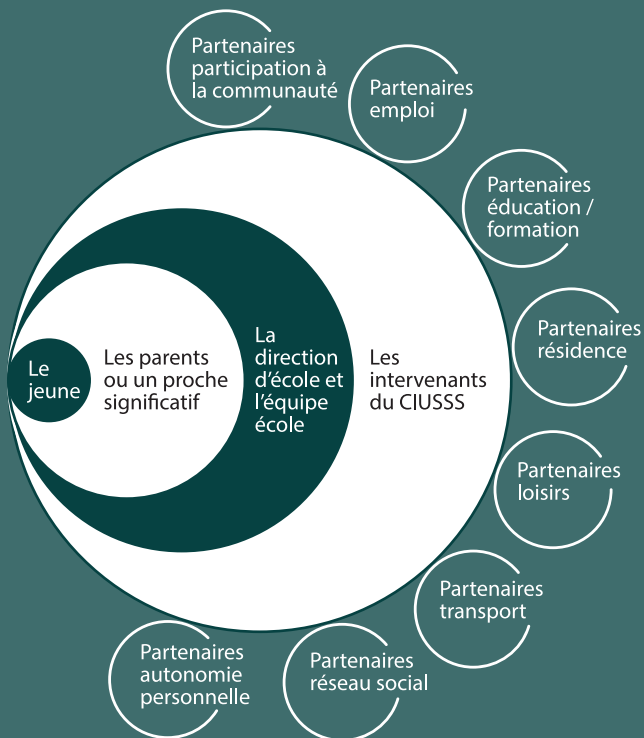 Partenaires
participation à
la communauté
Partenaires
emploi
Partenaires
éducation /
formation
Partenaires
résidence
Partenaires
loisirs
Partenaires
transport
Partenaires
réseau social
Partenaires
autonomie
personnelle
Le
jeune
Les parents
ou un proche
significatif
La
direction
d’école et
l’équipe
école
Les
intervenants
du CIUSSS